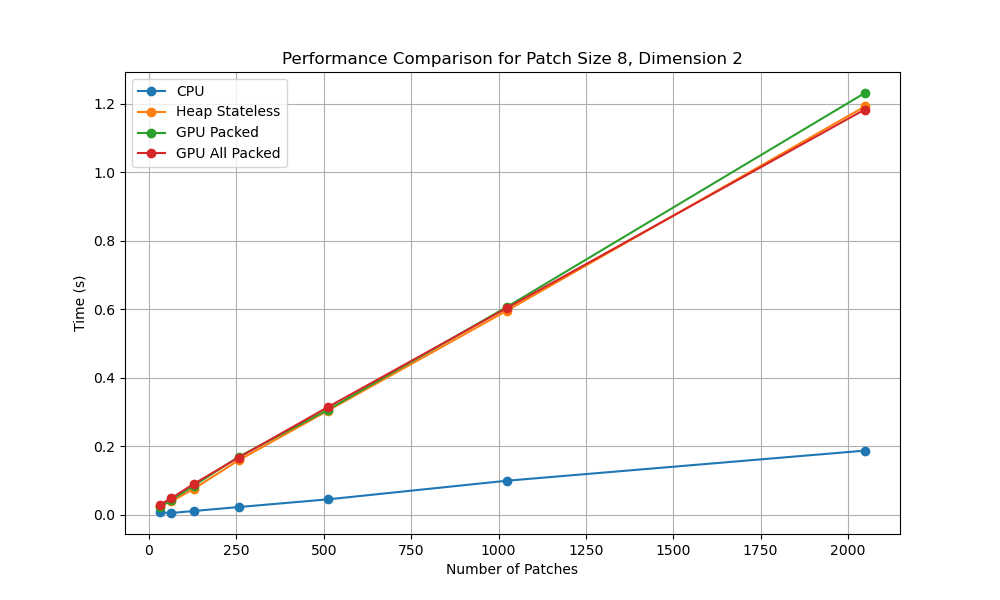 Performance Comparison for Patch Size 8, Dimension 2
CPU
Heap Stateless
GPU Packed
GPU All Packed
1.2
1.0
0.8
0.6
0.4
0.2
0.0
Time (s)
0 250 500 750 1000 1250 1500 1750 2000
Number of Patches